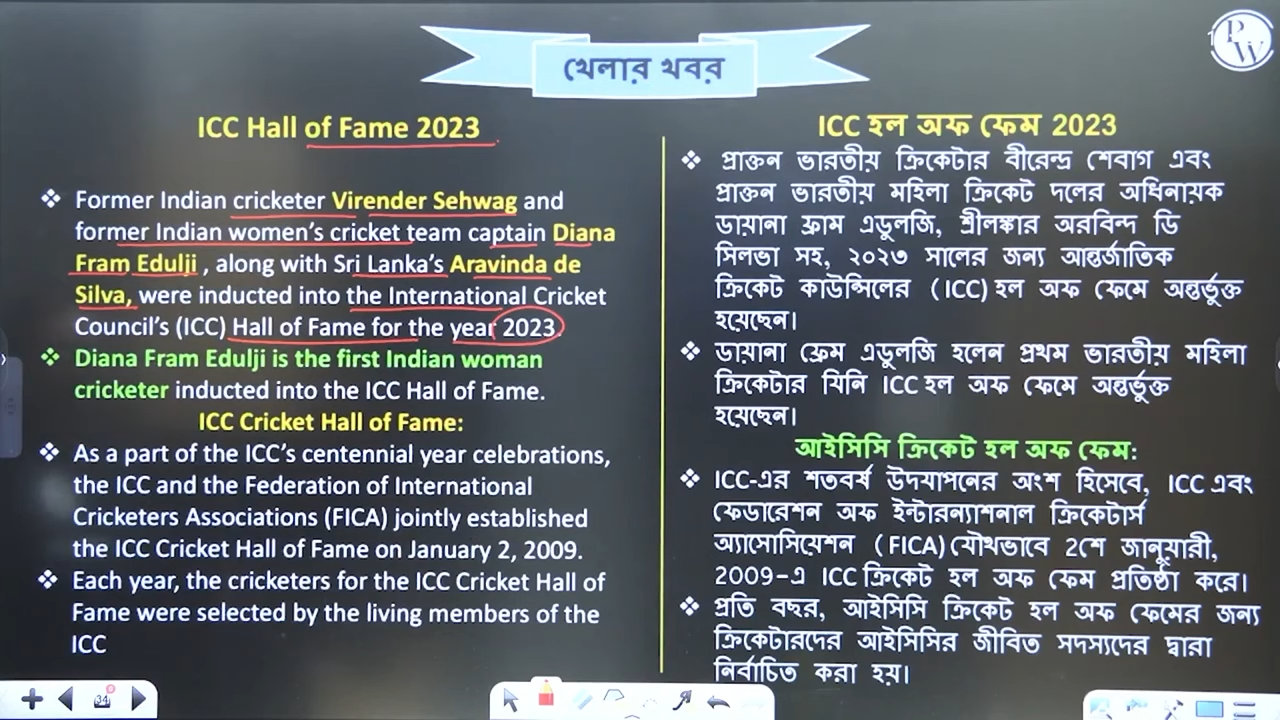 খেলার খবর
PW
ICC Hall of Fame 2023
❖ Former Indian cricketer Virender Sehwag and
former Indian women's cricket team captain Diana
Fram Edulji , along with Sri Lanka's Aravinda de
Silva, were inducted into the International Cricket
Council's (ICC) Hall of Fame for the year 2023.
❖ Diana Fram Edulji is the first Indian woman
cricketer inducted into the ICC Hall of Fame.
ICC Cricket Hall of Fame:
❖ As a part of the ICC's centennial year celebrations,
the ICC and the Federation of International
Cricketers Associations (FICA) jointly established
the ICC Cricket Hall of Fame on January 2, 2009.
❖ Each year, the cricketers for the ICC Cricket Hall of
Fame were selected by the living members of the
ICC
ICC হল অফ ফেম 2023
❖ প্রাক্তন ভারতীয় ক্রিকেটার বীরেন্দ্র শেবাগ এবং
প্রাক্তন ভারতীয় মহিলা ক্রিকেট দলের অধিনায়ক
ডায়ানা ফ্রাম এডুলজি, শ্রীলঙ্কার অরবিন্দ ডি
সিলভা সহ, ২০২৩ সালের জন্য আন্তর্জাতিক
ক্রিকেট কাউন্সিলের (ICC) হল অফ ফেমে অন্তর্ভুক্ত
হয়েছেন।
❖ ডায়ানা ফ্রেম এডুলজি হলেন প্রথম ভারতীয় মহিলা
ক্রিকেটার যিনি ICC হল অফ ফেমে অন্তর্ভুক্ত
হয়েছেন।
আইসিসি ক্রিকেট হল অফ ফেম:
❖ ICC-এর শতবর্ষ উদযাপনের অংশ হিসেবে, ICC এবং
ফেডারেশন অফ ইন্টারন্যাশনাল ক্রিকেটার্স
অ্যাসোসিয়েশন (FICA) যৌথভাবে 2শে জানুয়ারী,
2009-এ ICC ক্রিকেট হল অফ ফেম প্রতিষ্ঠা করে।
❖ প্রতি বছর, আইসিসি ক্রিকেট হল অফ ফেমের জন্য
ক্রিকেটারদের আইসিসির জীবিত সদস্যদের দ্বারা
নির্বাচিত করা হয়।
34